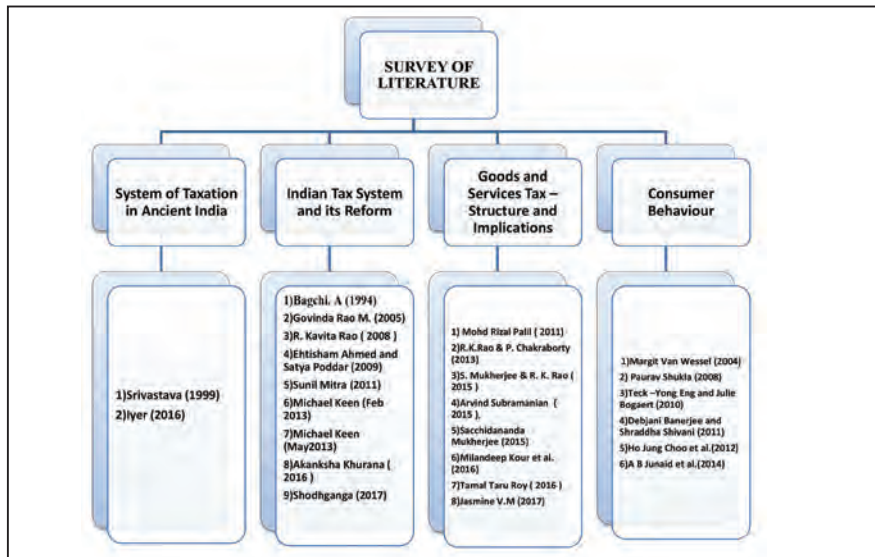 SURVEY OF
LITERATURE
System of Taxation
in Ancient India
Indian Tax System
and its Reform
Goods and
Services Tax –
Structure and
Implications
Consumer
Behaviour
1)Srivastava (1999)
2)Iyer (2016)
1)Bagchi. A (1994)
2)Govinda Rao M. (2005)
3)R. Kavita Rao ( 2008 )
4)Ehtisham Ahmed and
Satya Poddar (2009)
5)Sunil Mitra (2011)
6)Michael Keen (Feb
2013)
7)Michael Keen
(May2013)
8)Akanksha Khurana (
2016 )
9)Shodhganga (2017)
1) Mohd Rizal Palil ( 2011)
2)R.K.Rao & P. Chakraborty
(2013)
3)S. Mukherjee & R. K. Rao (
2015 )
4)Arvind Subramanian (
2015 ),
5)Sacchidananda
Mukherjee (2015)
6)Milandeep Kour et al.
(2016)
7)Tamal Taru Roy ( 2016 )
8)Jasmine V.M (2017)
1)Margit Van Wessel (2004)
2) Paurav Shukla (2008)
3)Teck –Yong Eng and Julie
Bogaert (2010)
4)Debjani Banerjee and
Shraddha Shivani (2011)
5)Ho Jung Choo et al.(2012)
6)A B Junaid et al.(2014)